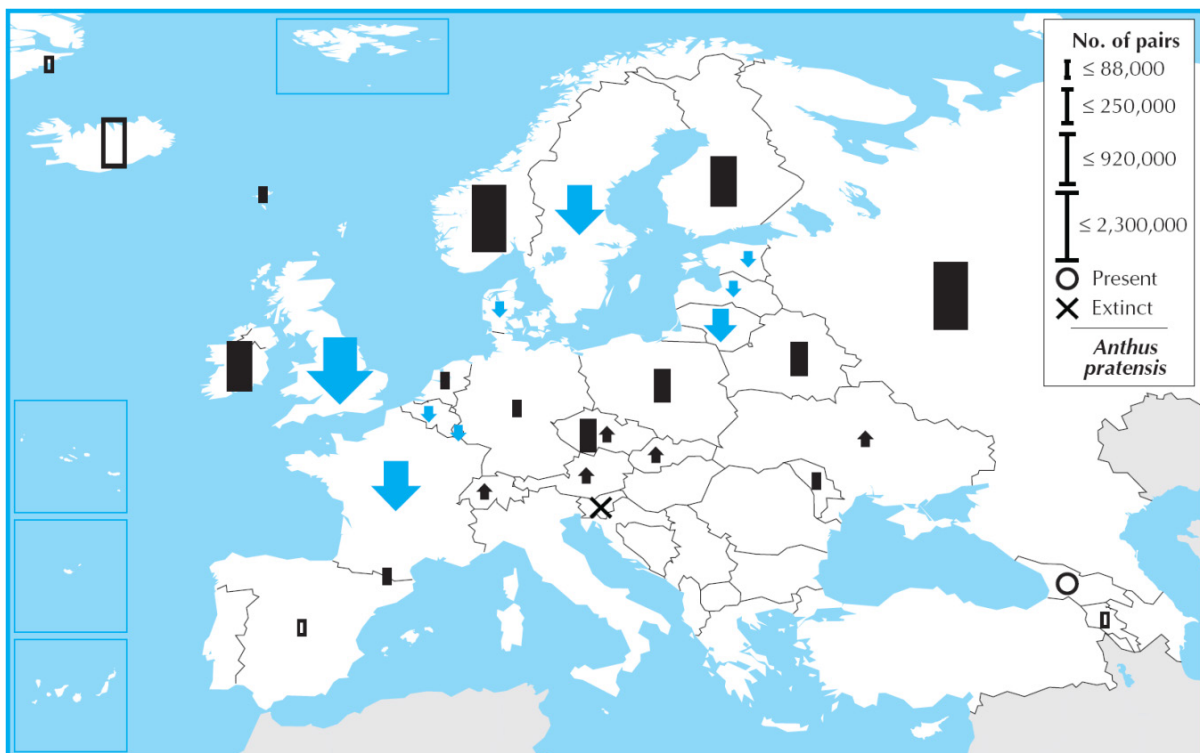 No. of pairs
≤ 88,000
≤ 250,000
≤ 920,000
≤ 2,300,000
Present
Extinct
Anthus
pratensis